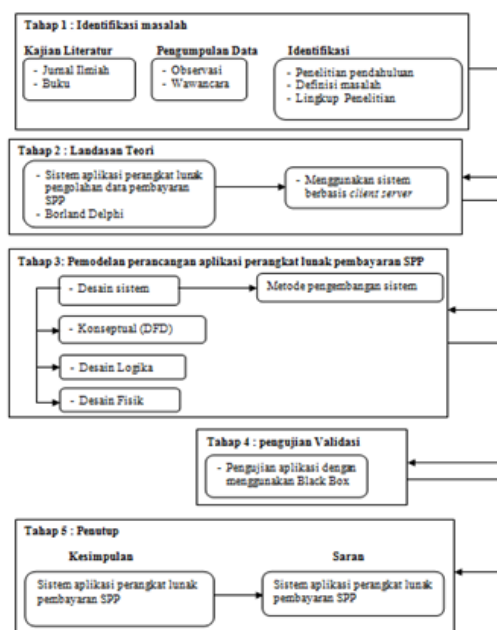 Tahap 1 : Identifikasi masalah
Kajian Literatur
- Jurnal Ilmiah
- Buku
Pengumpulan Data
- Observasi
- Wawancara
Identifikasi
- Penelitian pendahuluan
- Definisi masalah
- Lingkup Penelitian
Tahap 2 : Landasan Teori
- Sistem aplikasi perangkat lunak
pengolahan data pembayaran
SPP
- Borland Delphi
- Menggunakan sistem
berbasis client server
Tahap 3: Pemodelan perancangan aplikasi perangkat lunak pembayaran SPP
- Desain sistem
Metode pengembangan sistem
- Konseptual (DFD)
- Desain Logika
- Desain Fisik
Tahap 4 : pengujian Validasi
- Pengujian aplikasi dengan
menggunakan Black Box
Tahap 5 : Penutup
Kesimpulan
Sistem aplikasi perangkat lunak
pembayaran SPP
Saran
Sistem aplikasi perangkat lunak
pembayaran SPP